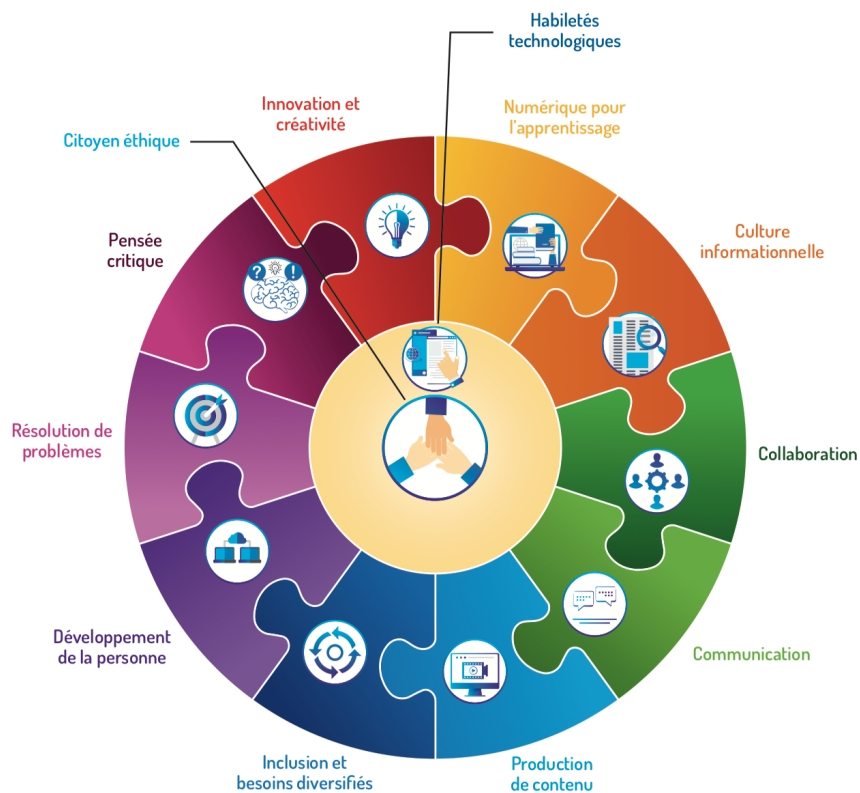 Habiletés
technologiques
Innovation et
créativité
Numérique pour
l'apprentissage
Citoyen éthique
Pensée
critique
Culture
informationnelle
?
!
Résolution de
problèmes
Collaboration
Développement
de la personne
Communication
Inclusion et
besoins diversifiés
Production
de contenu